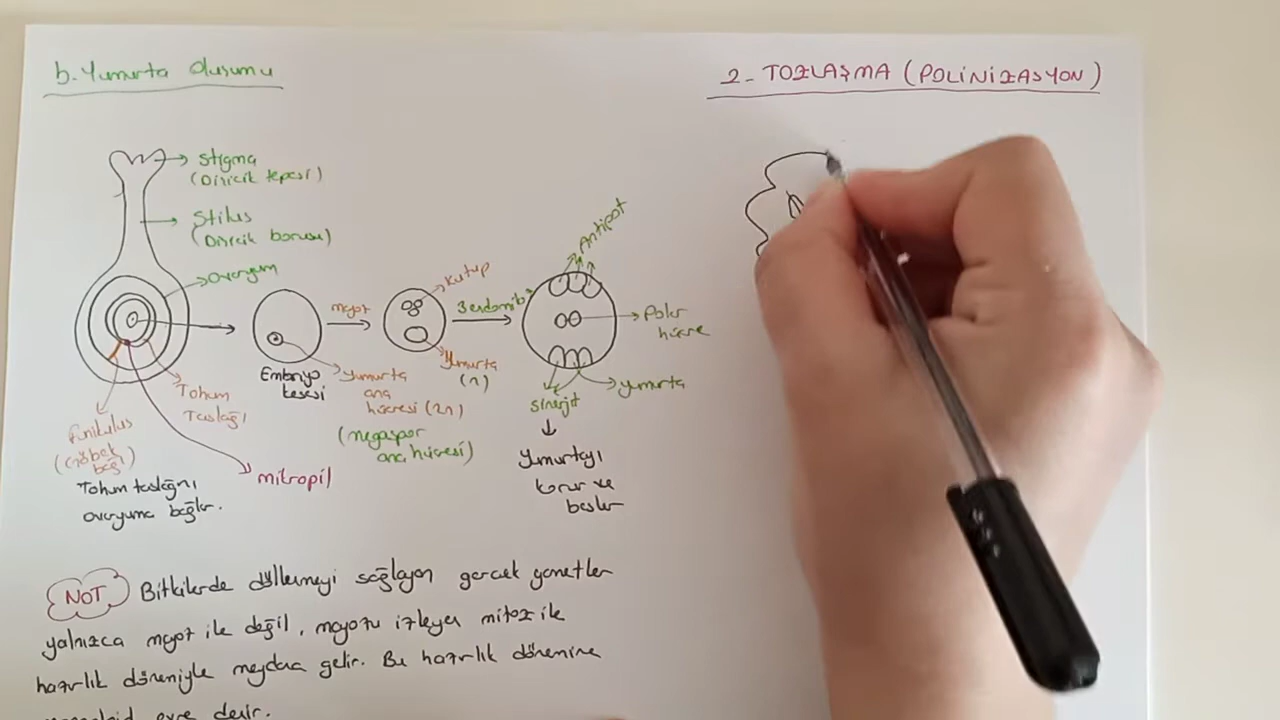 b. Yumurta Oluşumu
stigma
(Dişicik tepesi)
Stilus
(Dişicik borusu)
Ovaryum
Tohum
Taslağı
Funikulus
(Göbek
bağı)
Tohum taslağını
ovaryuma bağlar.
mikropil
Embriyo
kesesi
Yumurta
ana
hücresi (2n)
(megaspor
ana hücresi)
mayoz
Kutup
Yumurta
(n)
3 endomitoz
Antipot
Polar
hücre
yumurta
Sinerjit
Yumurtayı
korur ve
besler
NOT Bitkilerde döllenmeyi sağlayan gerçek gametler
yalnızca mayoz ile değil, mayozu izleyen mitoz ile
hazırlık dönemiyle meydana gelir. Bu hazırlık dönemine
evre denir.
2- TOZLAŞMA (POLİNİZASYON)